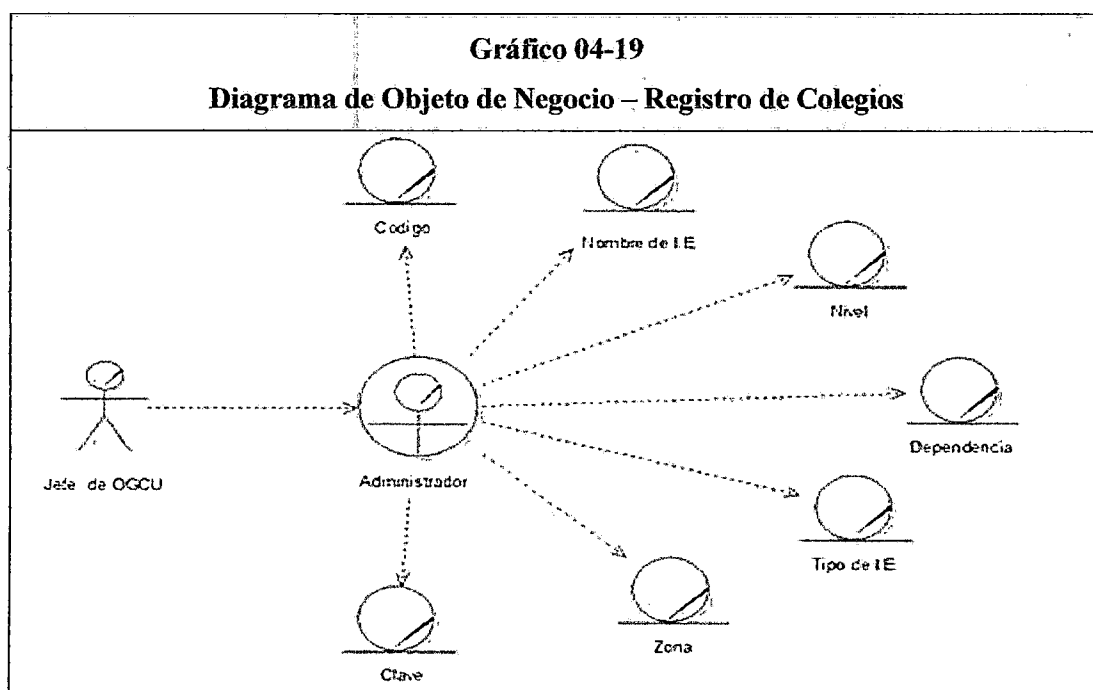 Gráfico 04-19
Diagrama de Objeto de Negocio – Registro de Colegios
Codigo
Nombre de I.E
Nivel
Dependencia
Jefe de OGCU
Administrador
Tipo de I.E
Zona
Clave